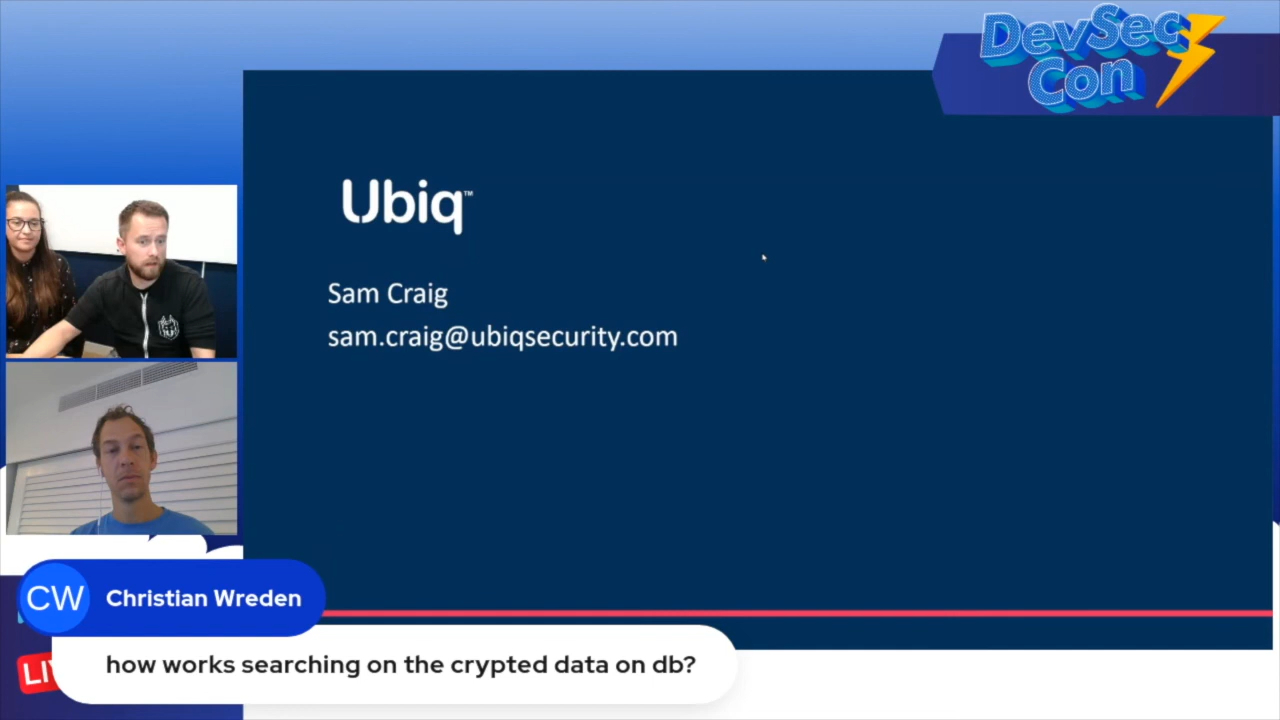 DevSec
Con
Ubiq™
Sam Craig
sam.craig@ubiqsecurity.com
CW
Christian Wreden
how works searching on the crypted data on db?